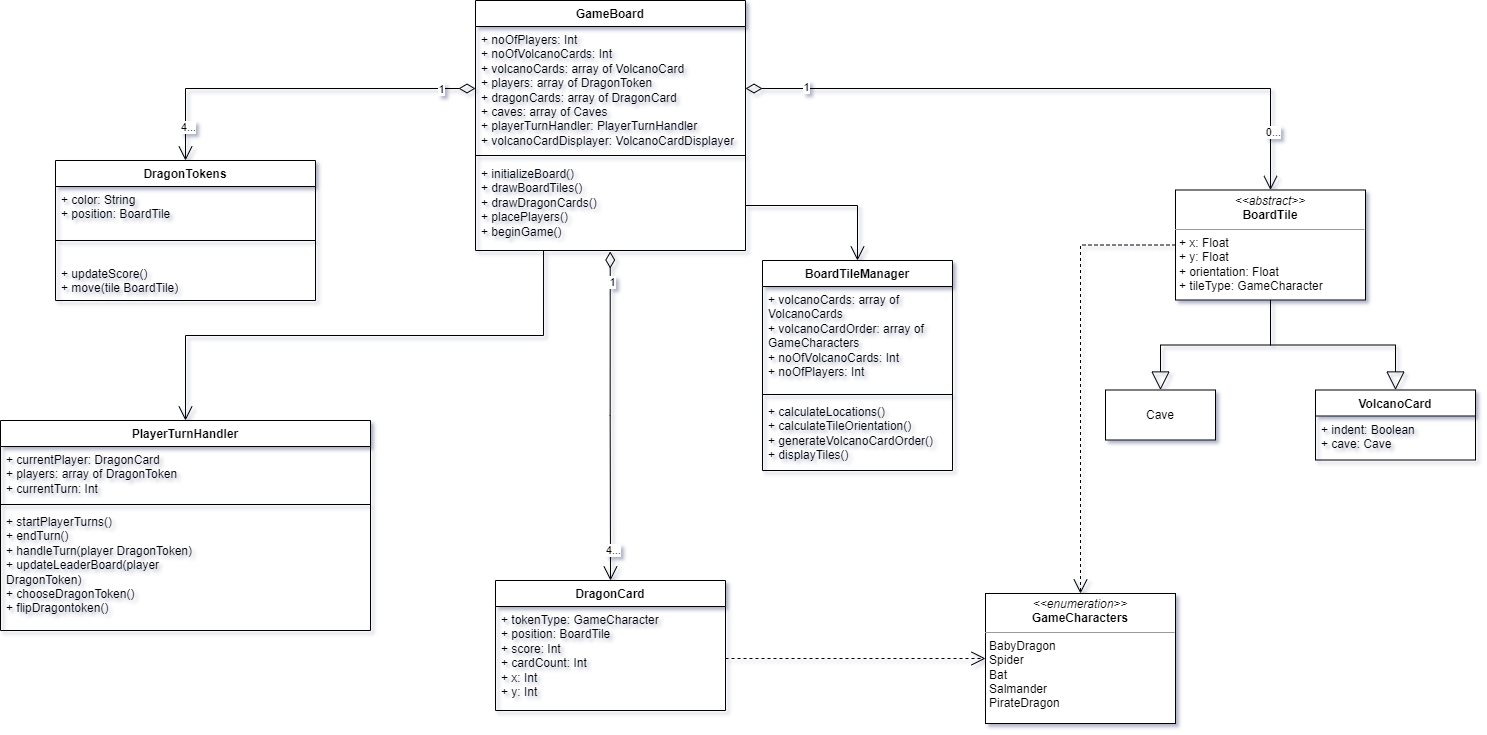 GameBoard
+ noOfPlayers: Int
+ noOfVolcanoCards: Int
+ volcanoCards: array of VolcanoCard
+ players: array of DragonToken
+ dragonCards: array of DragonCard
+ caves: array of Caves
+ playerTurnHandler: PlayerTurnHandler
+ volcanoCardDisplayer: VolcanoCardDisplayer
+ initializeBoard()
+ drawBoardTiles()
+ drawDragonCards()
+ placePlayers()
+ beginGame()
1
4...
1
0...
1
4...
DragonTokens
+ color: String
+ position: BoardTile
+ updateScore()
+ move(tile BoardTile)
<<abstract>>
BoardTile
+ x: Float
+ y: Float
+ orientation: Float
+ tileType: GameCharacter
BoardTileManager
+ volcanoCards: array of
VolcanoCards
+ volcanoCardOrder: array of
GameCharacters
+ noOfVolcanoCards: Int
+ noOfPlayers: Int
+ calculateLocations()
+ calculateTileOrientation()
+ generateVolcanoCardOrder()
+ displayTiles()
Cave
VolcanoCard
+ indent: Boolean
+ cave: Cave
PlayerTurnHandler
+ currentPlayer: DragonCard
+ players: array of DragonToken
+ currentTurn: Int
+ startPlayerTurns()
+ endTurn()
+ handleTurn(player DragonToken)
+ updateLeaderBoard(player
DragonToken)
+ chooseDragonToken()
+ flipDragontoken()
DragonCard
+ tokenType: GameCharacter
+ position: BoardTile
+ score: Int
+ cardCount: Int
+ x: Int
+ y: Int
<<enumeration>>
GameCharacters
BabyDragon
Spider
Bat
Salmander
PirateDragon